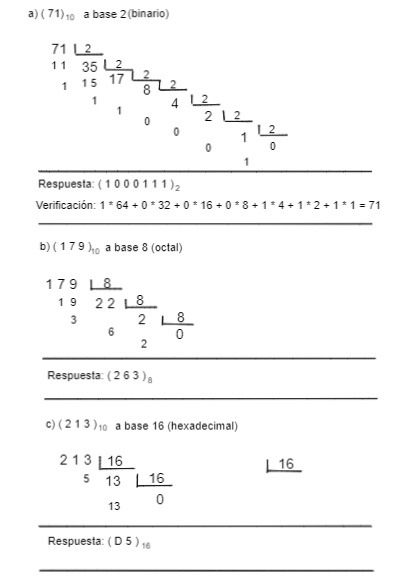 a) ( 71)10 a base 2(binario)
71 2
1 1 35 2
1 1 5 17 2
1 8 2
1 4 2
0 2 2
0 1 2
0 0
1
Respuesta: ( 1 0 0 0 1 1 1 )2
Verificación: 1 * 64 + 0 * 32 + 0 * 16 + 0 * 8 + 1 * 4 + 1 * 2 + 1 * 1 = 71
b) ( 1 7 9 )10 a base 8 (octal)
1 7 9 8
1 9 2 2 8
3 2 8
6 0
2
Respuesta: ( 2 6 3 )8
c) ( 2 1 3 )10 a base 16 (hexadecimal)
2 1 3 16 16
5 13 16
13 0
Respuesta: ( D 5 ) 16